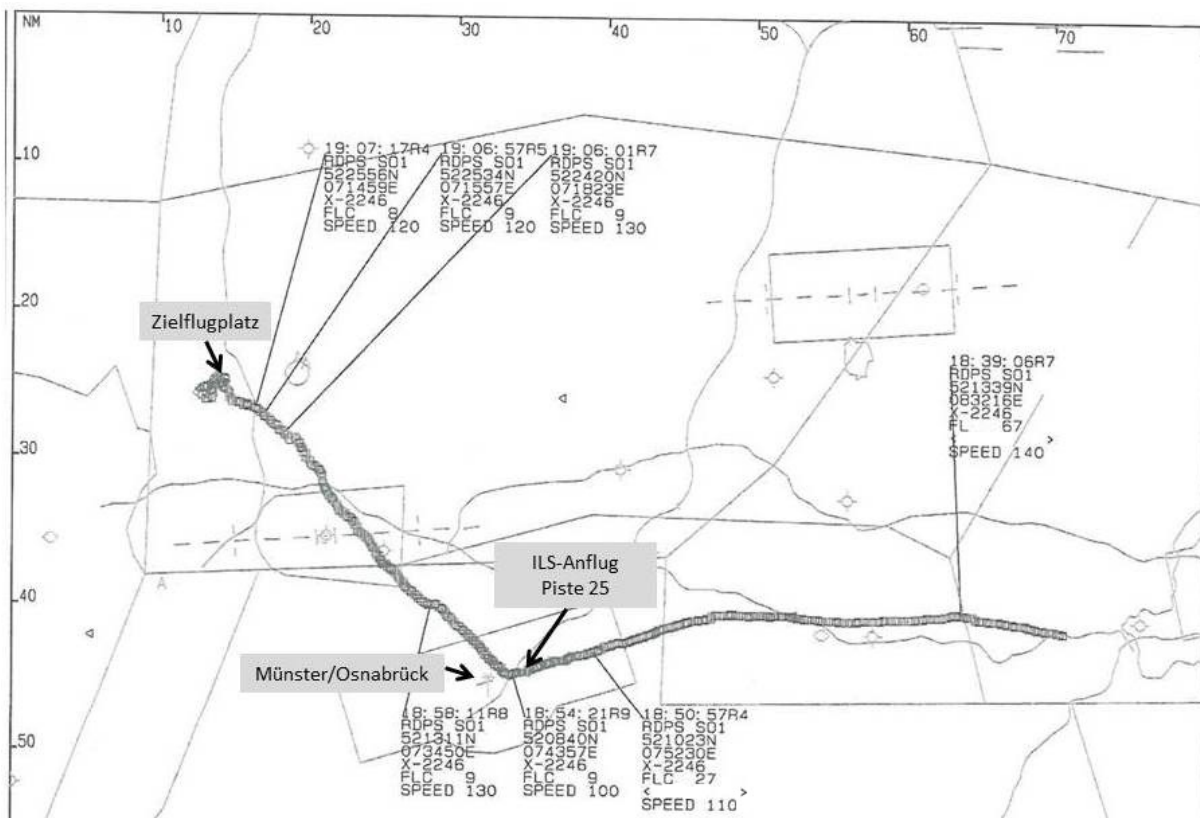 NM
10
20
30
40
50
60
70
10
20
30
40
50
19: 07: 17R4
RDPS S01
522556N
071459E
X-2246
FLC 8
SPEED 120
19: 06: 57R5
RDPS S01
522534N
071557E
X-2246
FLC 9
SPEED 120
19: 06: 01R7
RDPS S01
522420N
071823E
X-2246
FLC 9
SPEED 130
Zielflugplatz
18: 39: 06R7
RDPS S01
521339N
083216E
X-2246
FL 67
< >
SPEED 140
A
ILS-Anflug
Piste 25
Münster/Osnabrück
18: 58: 11R8
RDPS S01
521311N
073450E
X-2246
FLC 9
SPEED 130
18: 54: 21R9
RDPS S01
520840N
074357E
X-2246
FLC 9
SPEED 100
18: 50: 57R4
RDPS S01
521023N
075230E
X-2246
FLC 27
< >
SPEED 110